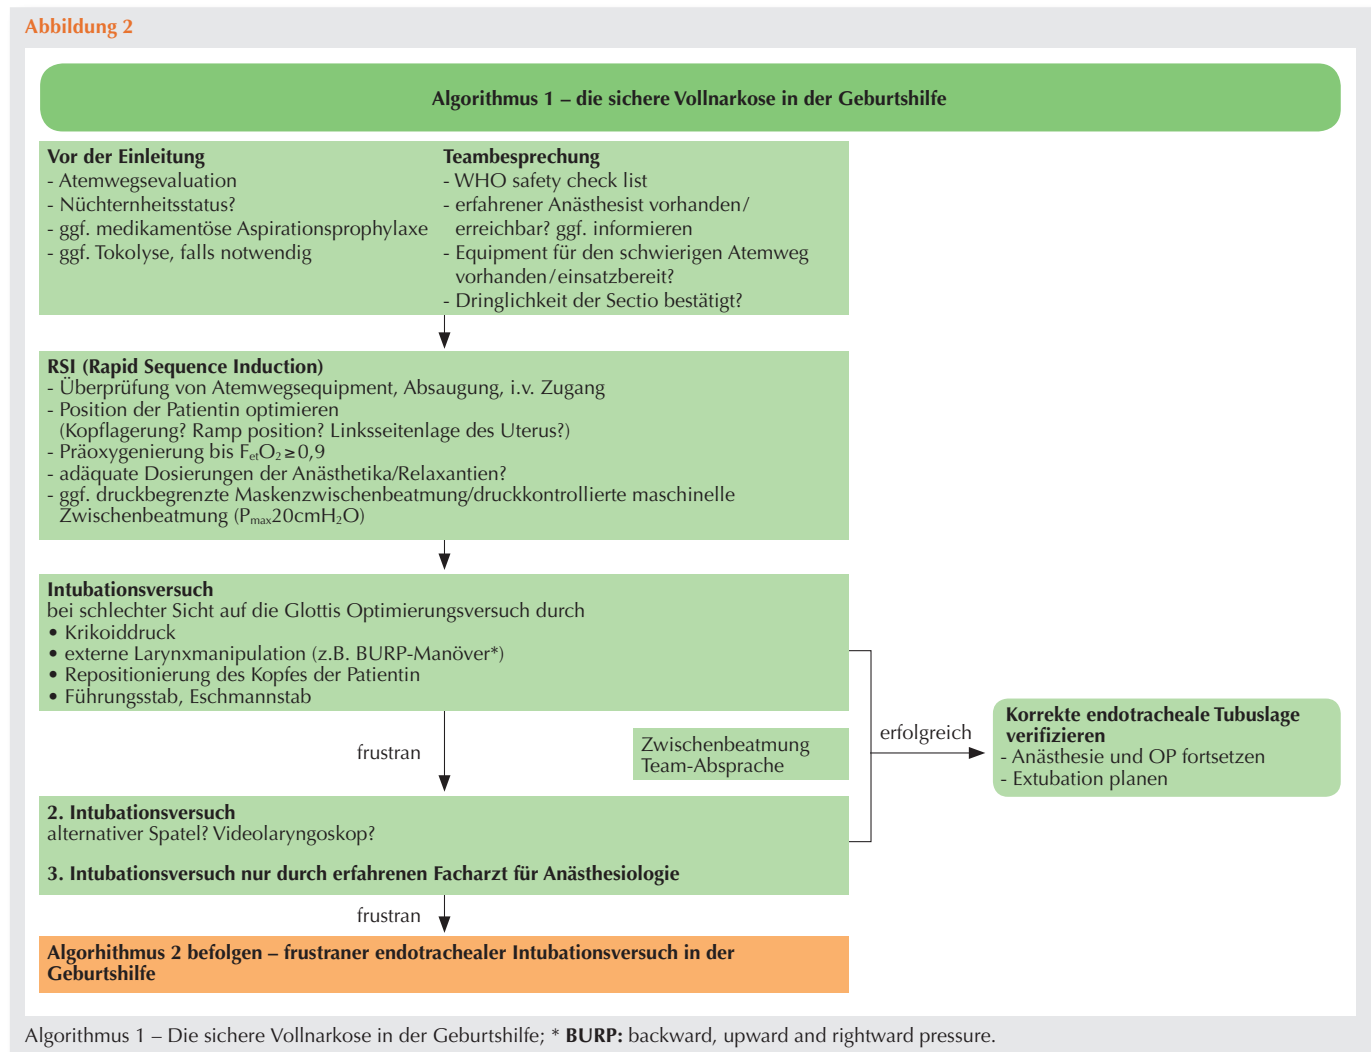 Abbildung 2
Algorithmus 1 – die sichere Vollnarkose in der Geburtshilfe
Vor der Einleitung
- Atemwegsevaluation
- Nüchternheitsstatus?
- ggf. medikamentöse Aspirationsprophylaxe
- ggf. Tokolyse, falls notwendig
Teambesprechung
- WHO safety check list
- erfahrener Anästhesist vorhanden/
erreichbar? ggf. informieren
- Equipment für den schwierigen Atemweg
vorhanden/einsatzbereit?
- Dringlichkeit der Sectio bestätigt?
RSI (Rapid Sequence Induction)
- Überprüfung von Atemwegsequipment, Absaugung, i.v. Zugang
- Position der Patientin optimieren
(Kopflagerung? Ramp position? Linksseitenlage des Uterus?)
- Präoxygenierung bis FetO₂≥0,9
- adäquate Dosierungen der Anästhetika/Relaxantien?
- ggf. druckbegrenzte Maskenzwischenbeatmung/druckkontrollierte maschinelle
Zwischenbeatmung (Pmax20cmH₂O)
Intubationsversuch
bei schlechter Sicht auf die Glottis Optimierungsversuch durch
• Krikoiddruck
• externe Larynxmanipulation (z.B. BURP-Manöver*)
• Repositionierung des Kopfes der Patientin
• Führungsstab, Eschmannstab
frustran
Zwischenbeatmung
Team-Absprache
erfolgreich
Korrekte endotracheale Tubuslage
verifizieren
- Anästhesie und OP fortsetzen
- Extubation planen
2. Intubationsversuch
alternativer Spatel? Videolaryngoskop?
3. Intubationsversuch nur durch erfahrenen Facharzt für Anästhesiologie
frustran
Algorhithmus 2 befolgen – frustraner endotrachealer Intubationsversuch in der
Geburtshilfe
Algorithmus 1 – Die sichere Vollnarkose in der Geburtshilfe; * BURP: backward, upward and rightward pressure.